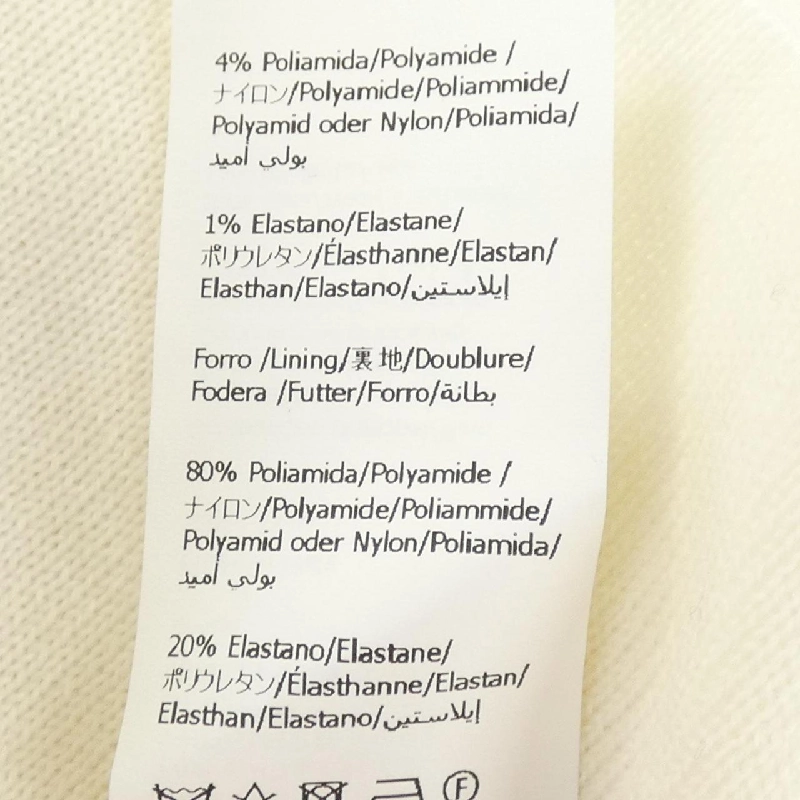 4% Poliamida/Polyamide /
ナイロン/Polyamide/Poliammide/
Polyamid oder Nylon/Poliamida/
بولي أميد
1% Elastano/Elastane/
ポリウレタン/Élasthanne/Elastan/
Elasthan/Elastano/إيلاستين
Forro /Lining/裏地/Doublure/
Fodera /Futter/Forro/بطانة
80% Poliamida/Polyamide /
ナイロン/Polyamide/Poliammide/
Polyamid oder Nylon/Poliamida/
بولي أميد
20% Elastano/Elastane/
ポリウレタン/Élasthanne/Elastan/
Elasthan/Elastano/إيلاستين
F